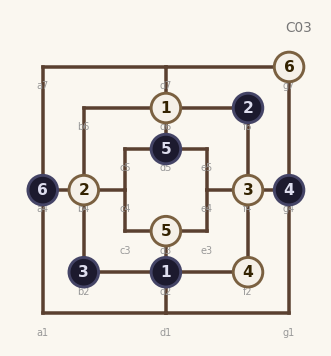 C03
6
a7 d7 g7
1 2
b6 d6 f6
5
c5 d5 e5
6 2 3 4
a4 b4 c4 e4 f4 g4
5
c3 d3 e3
3 1 4
b2 d2 f2
a1 d1 g1